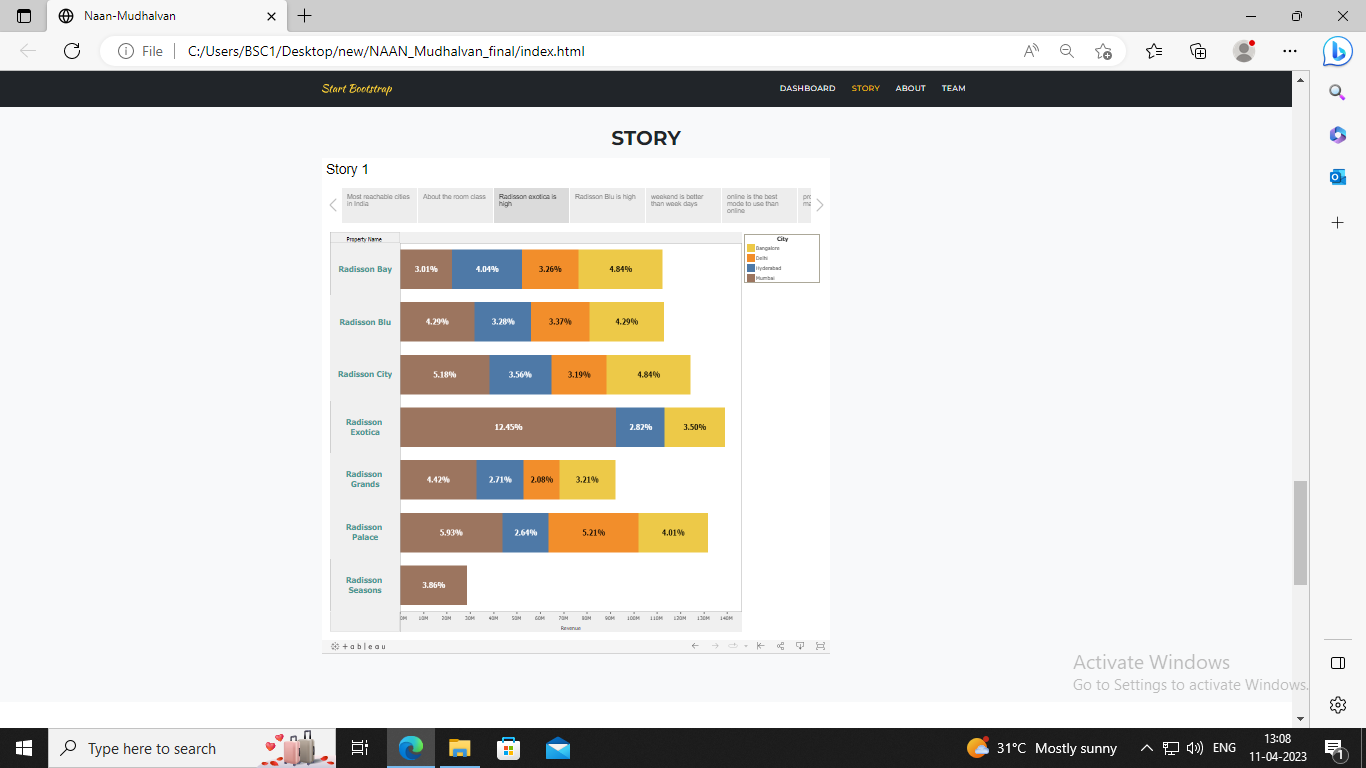 Naan-Mudhalvan
File
C:/Users/BSC1/Desktop/new/NAAN_Mudhalvan_final/index.html
Start Bootstrap
DASHBOARD STORY ABOUT TEAM
STORY
Story 1
Most reachable cities in India
About the room class
Radisson exotica is high
Radisson Blu is high
weekend is better than week days
online is the best mode to use than online
Property Name
City
Bangalore
Delhi
Hyderabad
Mumbai
Radisson Bay 3.01% 4.04% 3.26% 4.84%
Radisson Blu 4.29% 3.28% 3.37% 4.29%
Radisson City 5.18% 3.56% 3.19% 4.84%
Radisson Exotica 12.45% 2.82% 3.50%
Radisson Grands 4.42% 2.71% 2.08% 3.21%
Radisson Palace 5.93% 2.64% 5.21% 4.01%
Radisson Seasons 3.86%
0M 10M 20M 30M 40M 50M 60M 70M 80M 90M 100M 110M 120M 130M 140M
Revenue
+ a b l e a u
Activate Windows
Go to Settings to activate Windows.
Type here to search
31°C Mostly sunny
ENG
13:08
11-04-2023
1